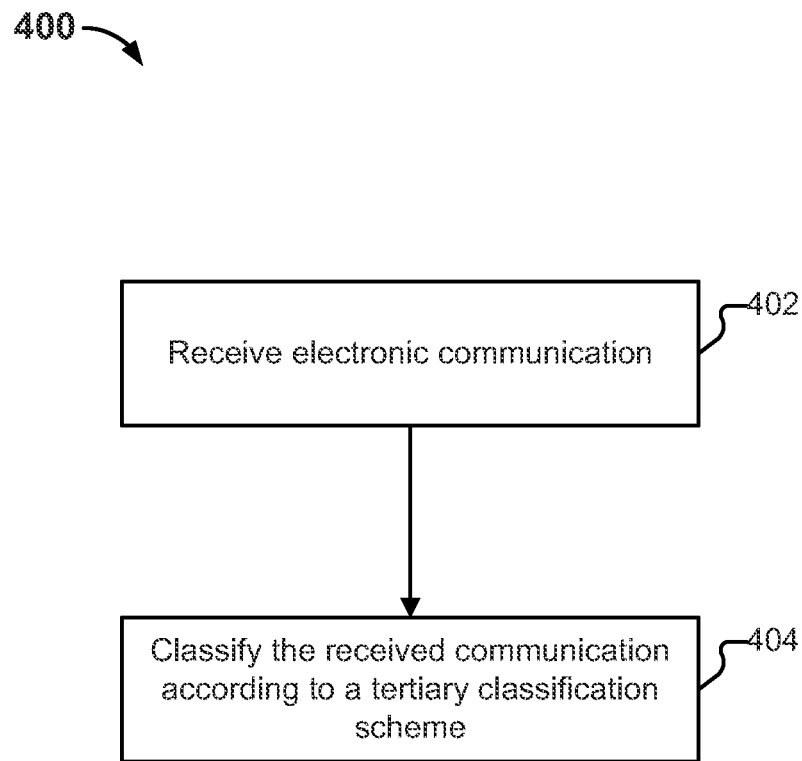 400
Receive electronic communication
402
Classify the received communication
according to a tertiary classification
scheme
404